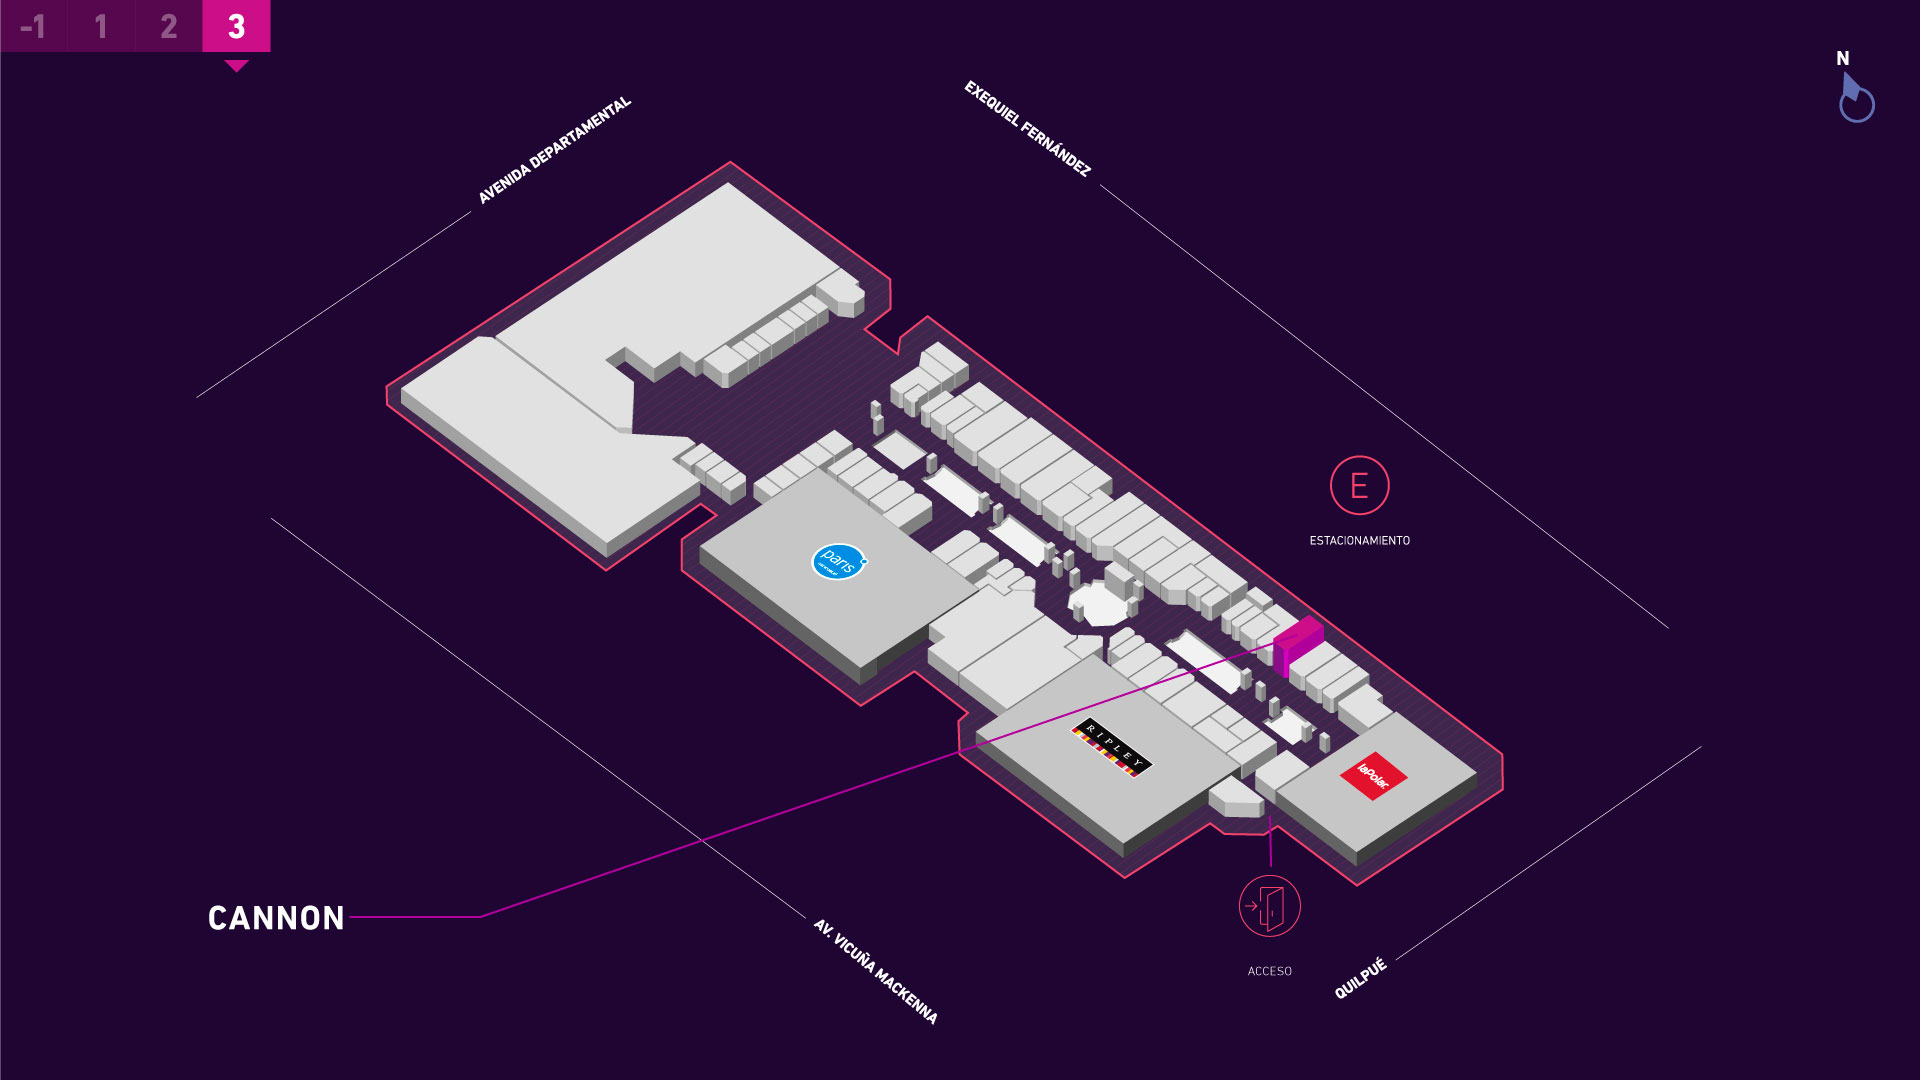 -1 1 2 3
N
AVENIDA DEPARTAMENTAL
EXEQUIEL FERNÁNDEZ
E
ESTACIONAMIENTO
paris
RIPLEY
laPolar
CANNON
AV. VICUÑA MACKENNA
ACCESO
QUILPUÉ